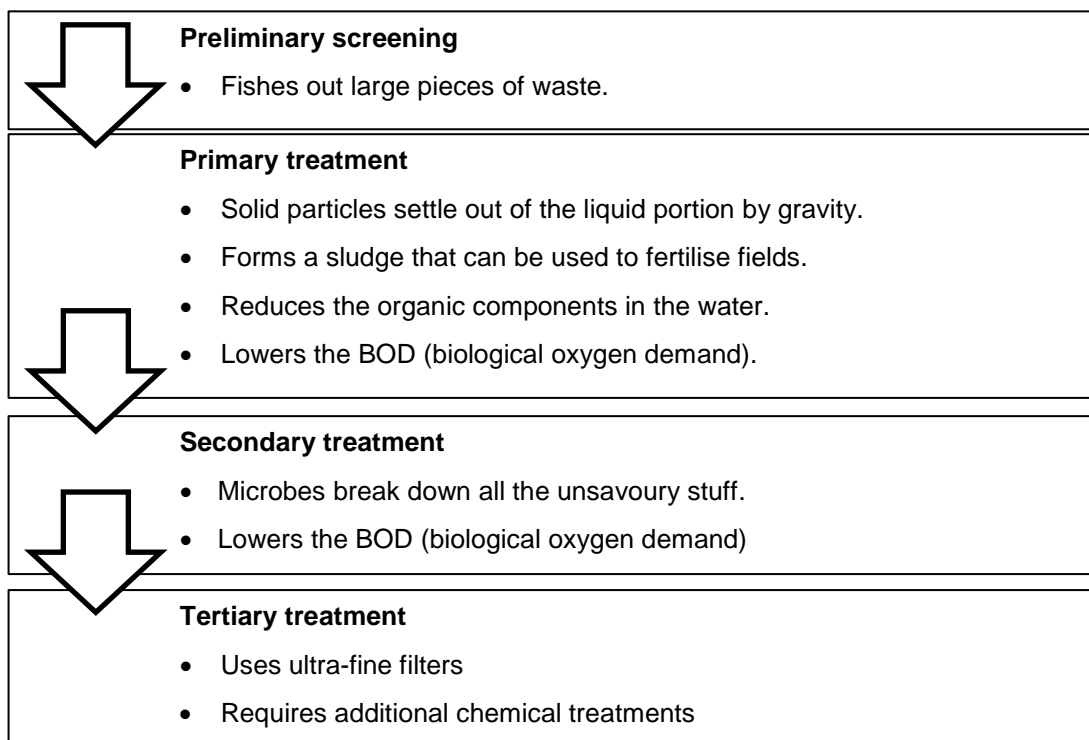 Preliminary screening
• Fishes out large pieces of waste.
Primary treatment
• Solid particles settle out of the liquid portion by gravity.
• Forms a sludge that can be used to fertilise fields.
• Reduces the organic components in the water.
• Lowers the BOD (biological oxygen demand).
Secondary treatment
• Microbes break down all the unsavoury stuff.
• Lowers the BOD (biological oxygen demand)
Tertiary treatment
• Uses ultra-fine filters
• Requires additional chemical treatments